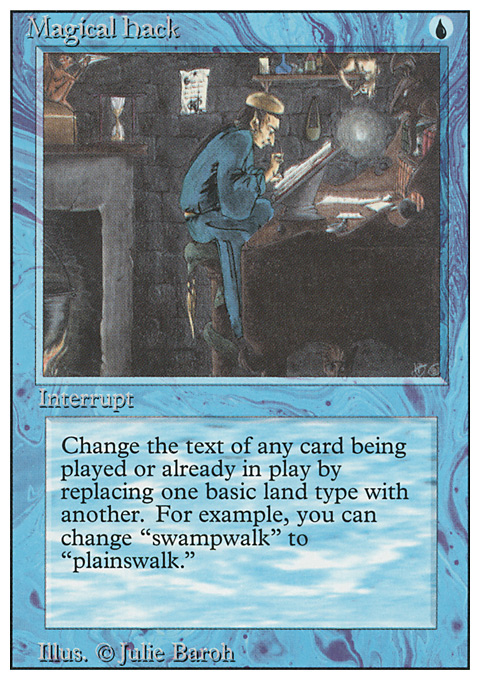 Magical Hack
Interrupt
Change the text of any card being
played or already in play by
replacing one basic land type with
another. For example, you can
change “swampwalk” to
“plainswalk.”
Illus. © Julie Baroh